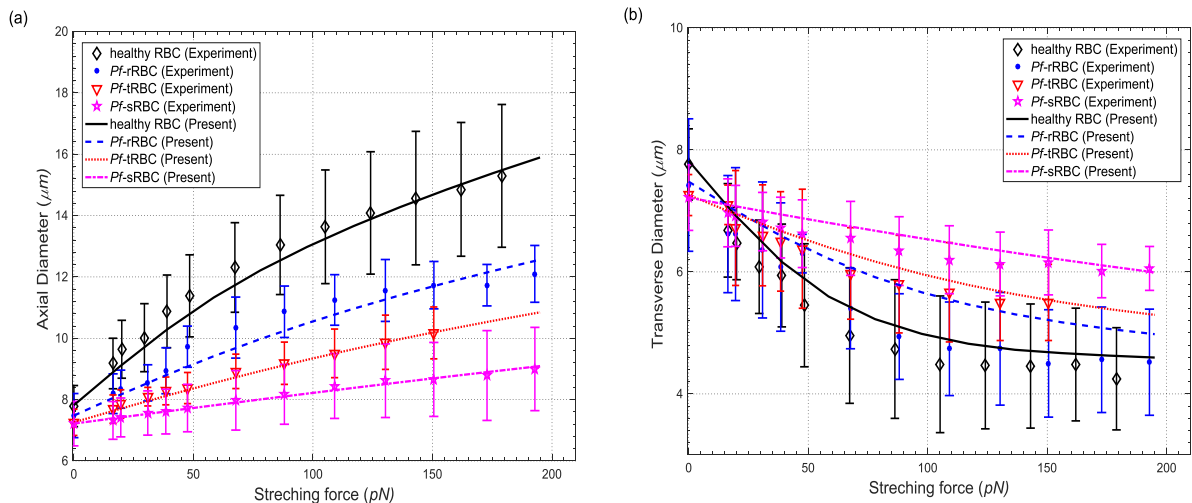 (a)
20
18
16
14
12
10
8
6
0
50
100
150
200
Axial Diameter (μm)
Streching force (pN)
healthy RBC (Experiment)
Pf-rRBC (Experiment)
Pf-tRBC (Experiment)
Pf-sRBC (Experiment)
healthy RBC (Present)
Pf-rRBC (Present)
Pf-tRBC (Present)
Pf-sRBC (Present)
(b)
10
8
6
4
0
50
100
150
200
Transverse Diameter (μm)
Streching force (pN)
healthy RBC (Experiment)
Pf-rRBC (Experiment)
Pf-tRBC (Experiment)
Pf-sRBC (Experiment)
healthy RBC (Present)
Pf-rRBC (Present)
Pf-tRBC (Present)
Pf-sRBC (Present)